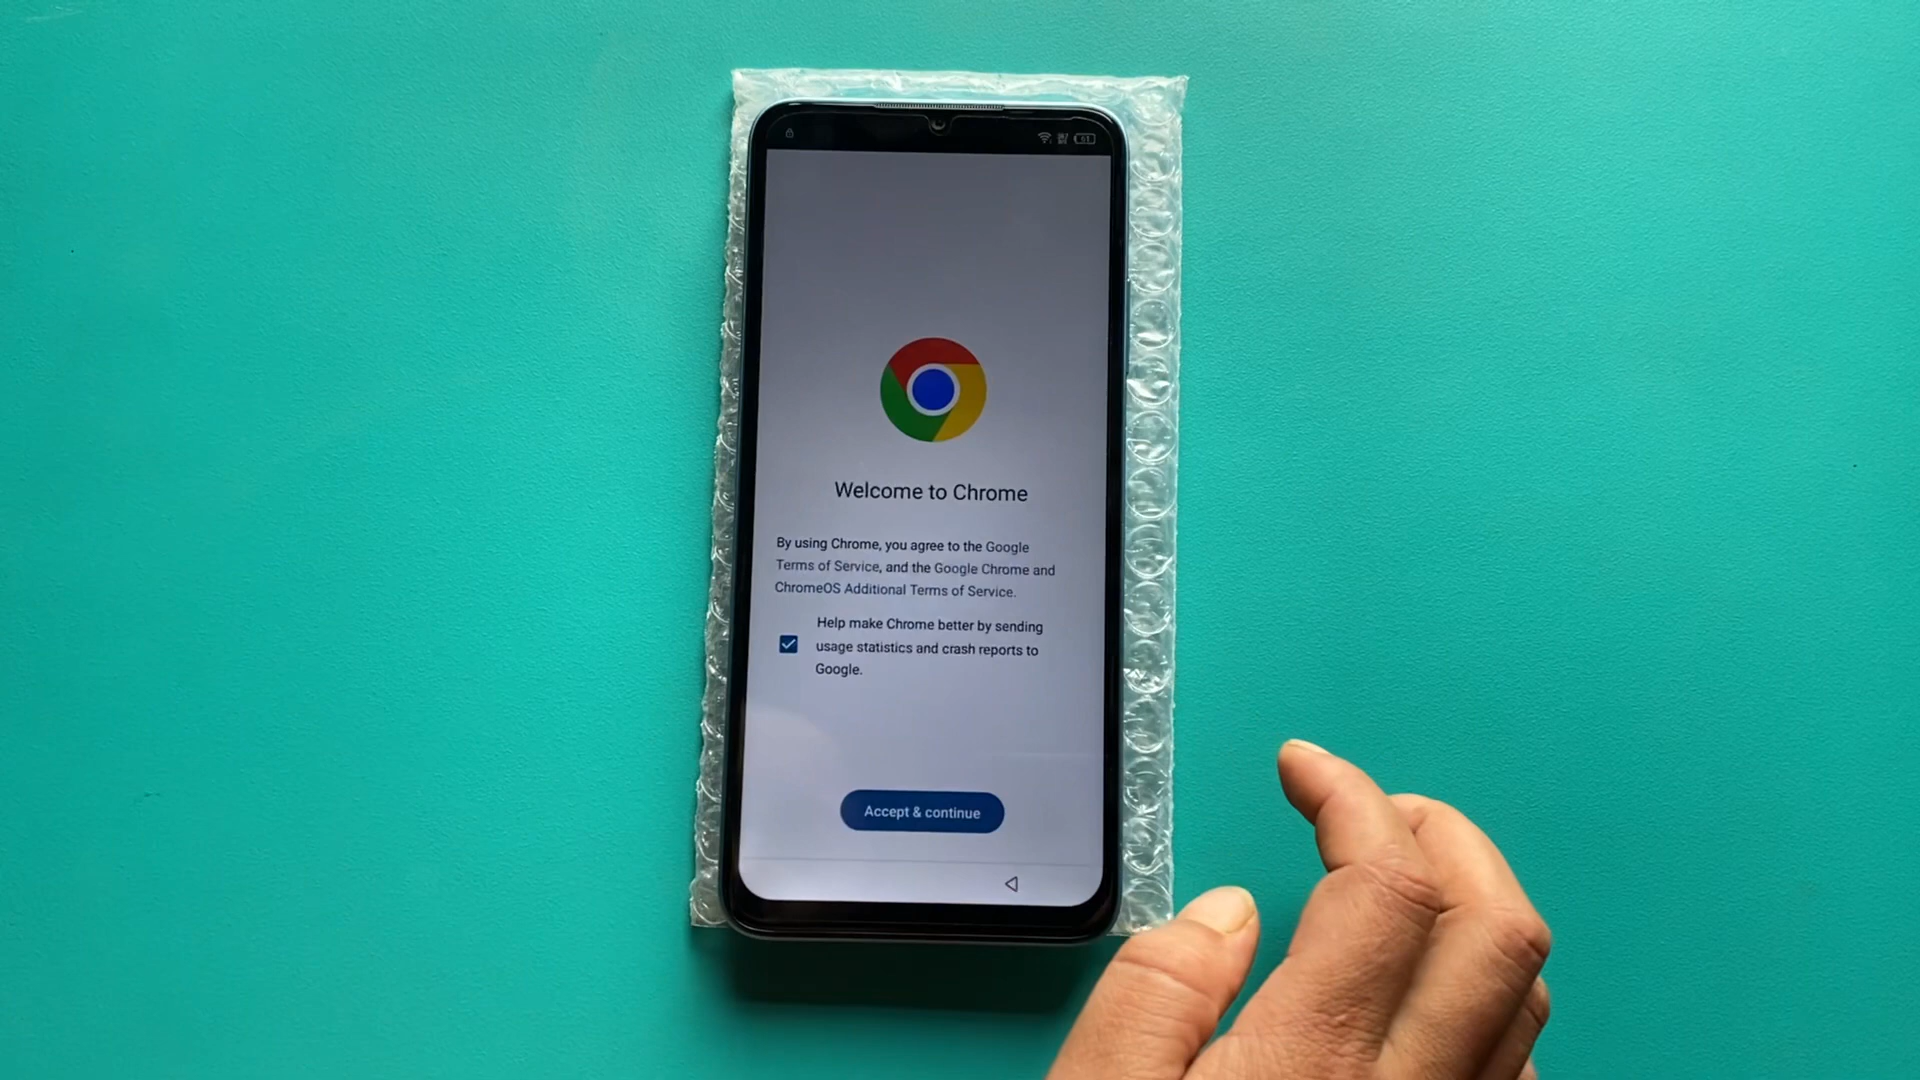 61
Welcome to Chrome
By using Chrome, you agree to the Google
Terms of Service, and the Google Chrome and
ChromeOS Additional Terms of Service.
Help make Chrome better by sending
usage statistics and crash reports to
Google.
Accept & continue